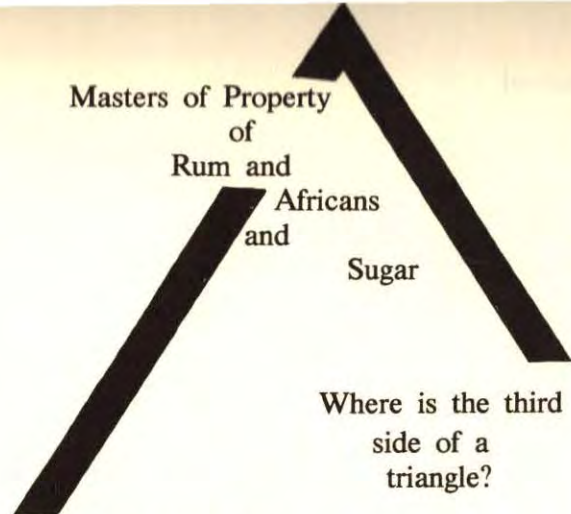 Masters of Property
of
Rum and
Africans
and
Sugar
Where is the third
side of a
triangle?